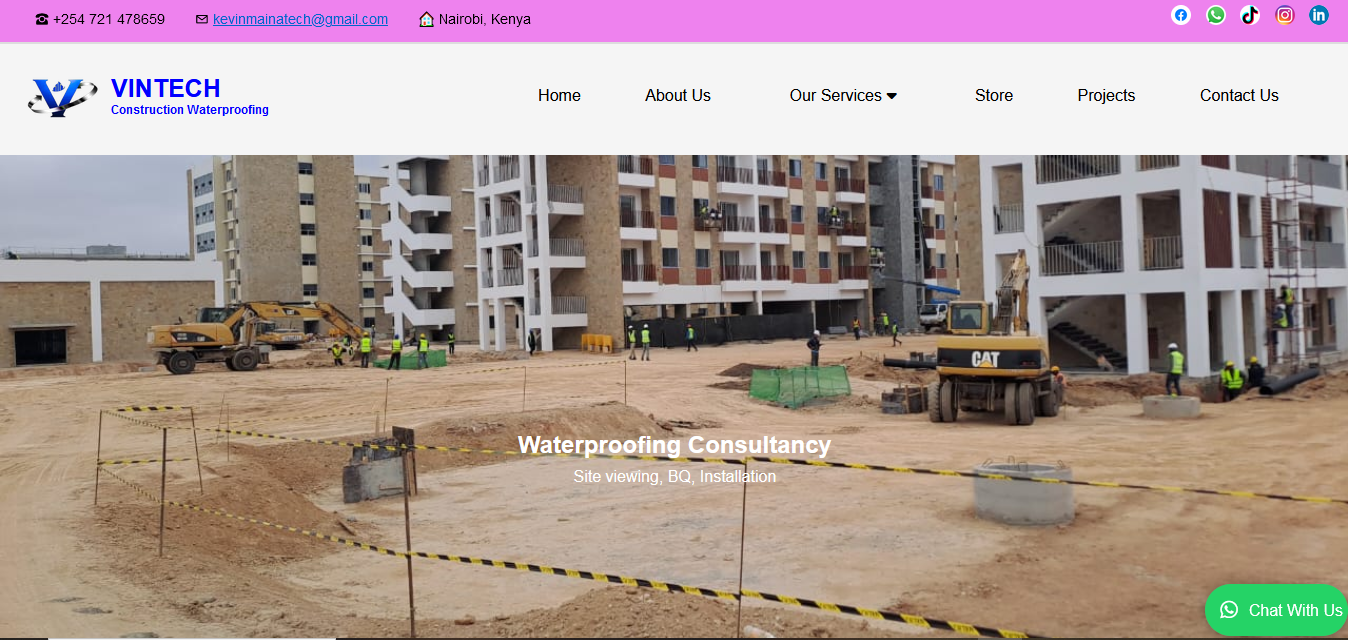 +254 721 478659 kevinmainatech@gmail.com Nairobi, Kenya
VINTECH
Construction Waterproofing
Home About Us Our Services Store Projects Contact Us
CAT
Waterproofing Consultancy
Site viewing, BQ, Installation
Chat With Us